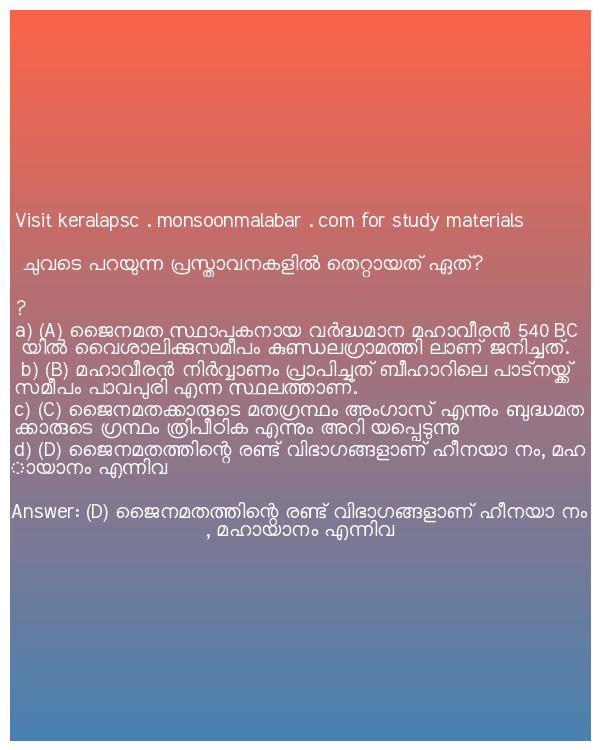 Visit keralapsc . monsoonmalabar . com for study materials
ചുവടെ പറയുന്ന പ്രസ്താവനകളിൽ തെറ്റായത് ഏത്?
?
a) (A) ജൈനമത സ്ഥാപകനായ വർദ്ധമാന മഹാവീരൻ 540 BC
യിൽ വൈശാലിക്കുസമീപം കുണ്ഡലഗ്രാമത്തി ലാണ് ജനിച്ചത്.
b) (B) മഹാവീരൻ നിർവ്വാണം പ്രാപിച്ചത് ബീഹാറിലെ പാട്നയ്ക്ക്
സമീപം പാവപുരി എന്ന സ്ഥലത്താണ്.
c) (C) ജൈനമതക്കാരുടെ മതഗ്രന്ഥം അംഗാസ് എന്നും ബുദ്ധമത
ക്കാരുടെ ഗ്രന്ഥം ത്രിപീഠിക എന്നും അറി യപ്പെടുന്നു
d) (D) ജൈനമതത്തിന്റെ രണ്ട് വിഭാഗങ്ങളാണ് ഹീനയാ നം, മഹ
ായാനം എന്നിവ
Answer: (D) ജൈനമതത്തിന്റെ രണ്ട് വിഭാഗങ്ങളാണ് ഹീനയാ നം
, മഹായാനം എന്നിവ